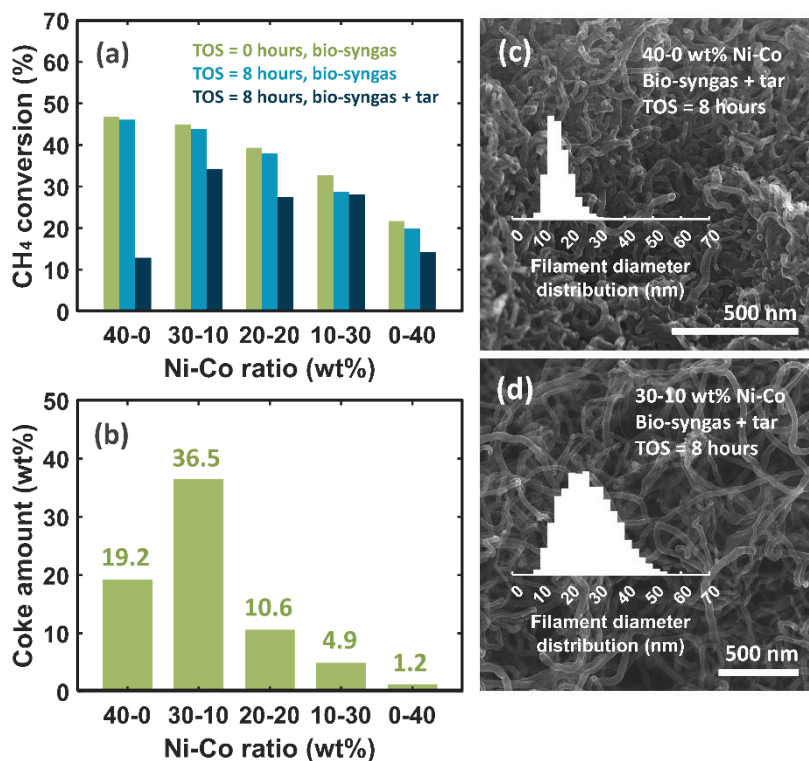 (a)
TOS = 0 hours, bio-syngas
TOS = 8 hours, bio-syngas
TOS = 8 hours, bio-syngas + tar
CH₄ conversion (%)
70
60
50
40
30
20
10
0
40-0 30-10 20-20 10-30 0-40
Ni-Co ratio (wt%)
(b)
Coke amount (wt%)
50
40
30
20
10
0
19.2
36.5
10.6
4.9
1.2
40-0 30-10 20-20 10-30 0-40
Ni-Co ratio (wt%)
(c)
40-0 wt% Ni-Co
Bio-syngas + tar
TOS = 8 hours
0 10 20 30 40 50 60 70
Filament diameter
distribution (nm)
500 nm
(d)
30-10 wt% Ni-Co
Bio-syngas + tar
TOS = 8 hours
0 10 20 30 40 50 60 70
Filament diameter
distribution (nm)
500 nm